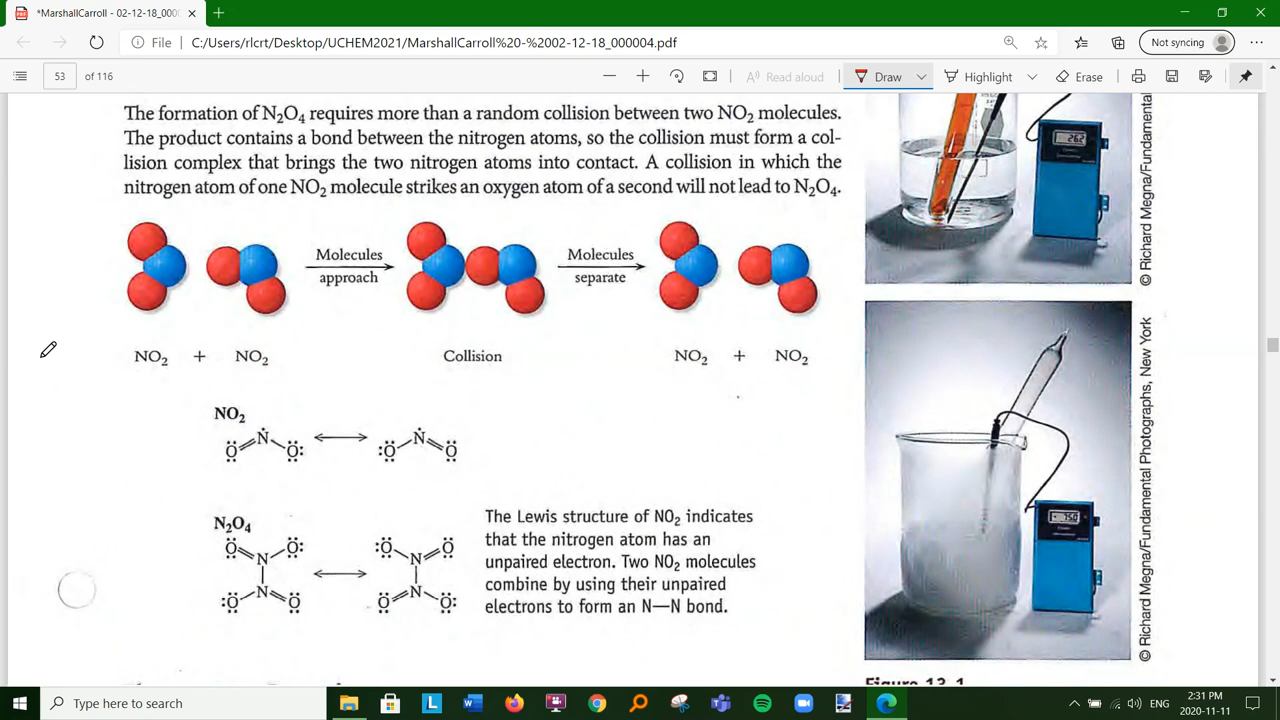 *MarshallCarroll - 02-12-18_000
File
C:/Users/rlcrt/Desktop/UCHEM2021/MarshallCarroll%20-%2002-12-18_000004.pdf
Not syncing
53 of 116
Read aloud
Draw
Highlight
Erase
The formation of N₂O₄ requires more than a random collision between two NO₂ molecules.
The product contains a bond between the nitrogen atoms, so the collision must form a col-
lision complex that brings the two nitrogen atoms into contact. A collision in which the
nitrogen atom of one NO₂ molecule strikes an oxygen atom of a second will not lead to N₂O₄.
Molecules
approach
Molecules
separate
NO₂ + NO₂
Collision
NO₂ + NO₂
NO₂
O N O O N O
N₂O₄
O N O O N O
O N O O N O
The Lewis structure of NO₂ indicates
that the nitrogen atom has an
unpaired electron. Two NO₂ molecules
combine by using their unpaired
electrons to form an N—N bond.
© Richard Megna/Fundamental
© Richard Megna/Fundamental Photographs, New York
Figure 13.1
Type here to search
ENG
2:31 PM
2020-11-11